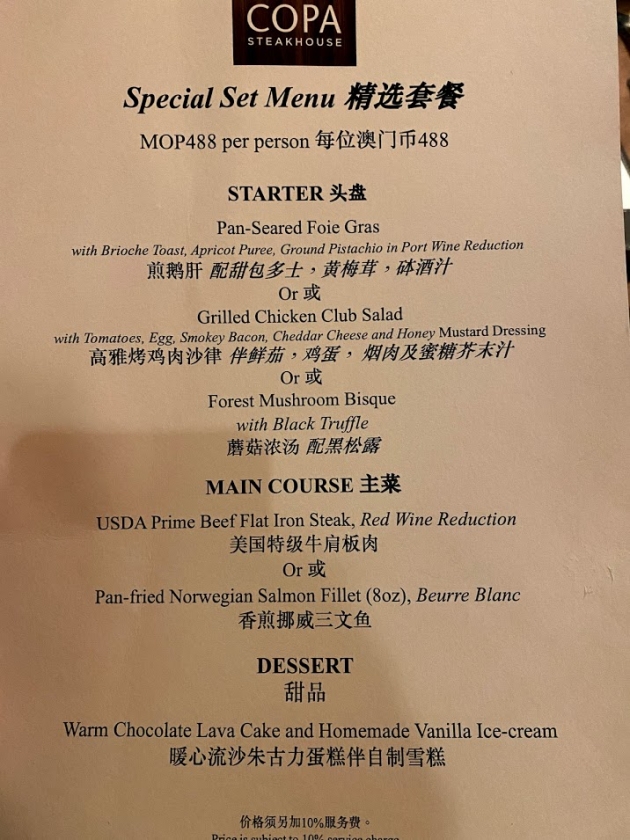 COPA
STEAKHOUSE
Special Set Menu 精选套餐
MOP488 per person 每位澳门币488
STARTER 头盘
Pan-Seared Foie Gras
with Brioche Toast, Apricot Puree, Ground Pistachio in Port Wine Reduction
煎鹅肝 配甜包多士，黄梅茸，砵酒汁
Or 或
Grilled Chicken Club Salad
with Tomatoes, Egg, Smokey Bacon, Cheddar Cheese and Honey Mustard Dressing
高雅烤鸡肉沙律 伴鲜茄，鸡蛋， 烟肉及蜜糖芥末汁
Or 或
Forest Mushroom Bisque
with Black Truffle
蘑菇浓汤 配黑松露
MAIN COURSE 主菜
USDA Prime Beef Flat Iron Steak, Red Wine Reduction
美国特级牛肩板肉
Or 或
Pan-fried Norwegian Salmon Fillet (8oz), Beurre Blanc
香煎挪威三文鱼
DESSERT
甜品
Warm Chocolate Lava Cake and Homemade Vanilla Ice-cream
暖心流沙朱古力蛋糕伴自制雪糕
价格须另加10%服务费。
Price is subject to 10% service charge